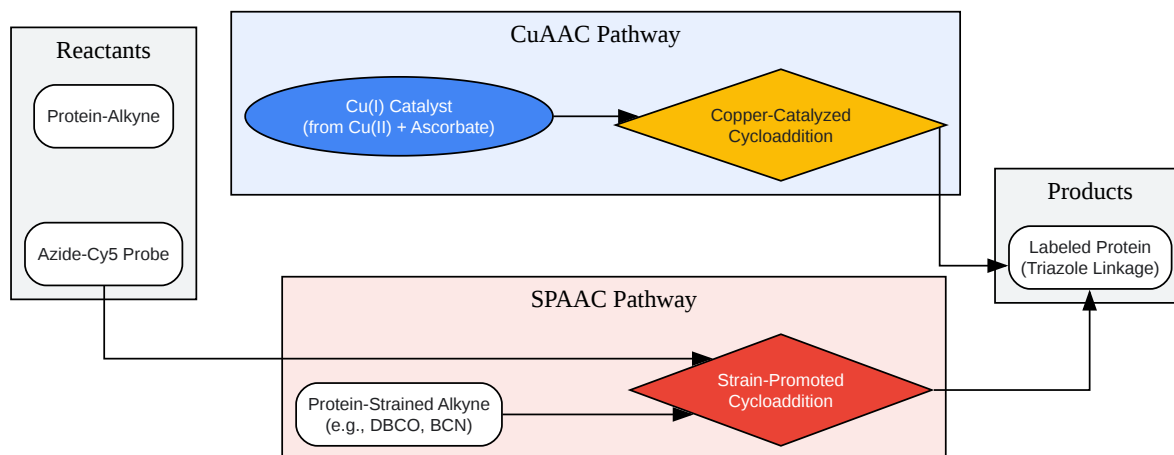 Reactants
Protein-Alkyne
Azide-Cy5 Probe
CuAAC Pathway
Cu(I) Catalyst
(from Cu(II) + Ascorbate)
Copper-Catalyzed
Cycloaddition
SPAAC Pathway
Protein-Strained Alkyne
(e.g., DBCO, BCN)
Strain-Promoted
Cycloaddition
Products
Labeled Protein
(Triazole Linkage)